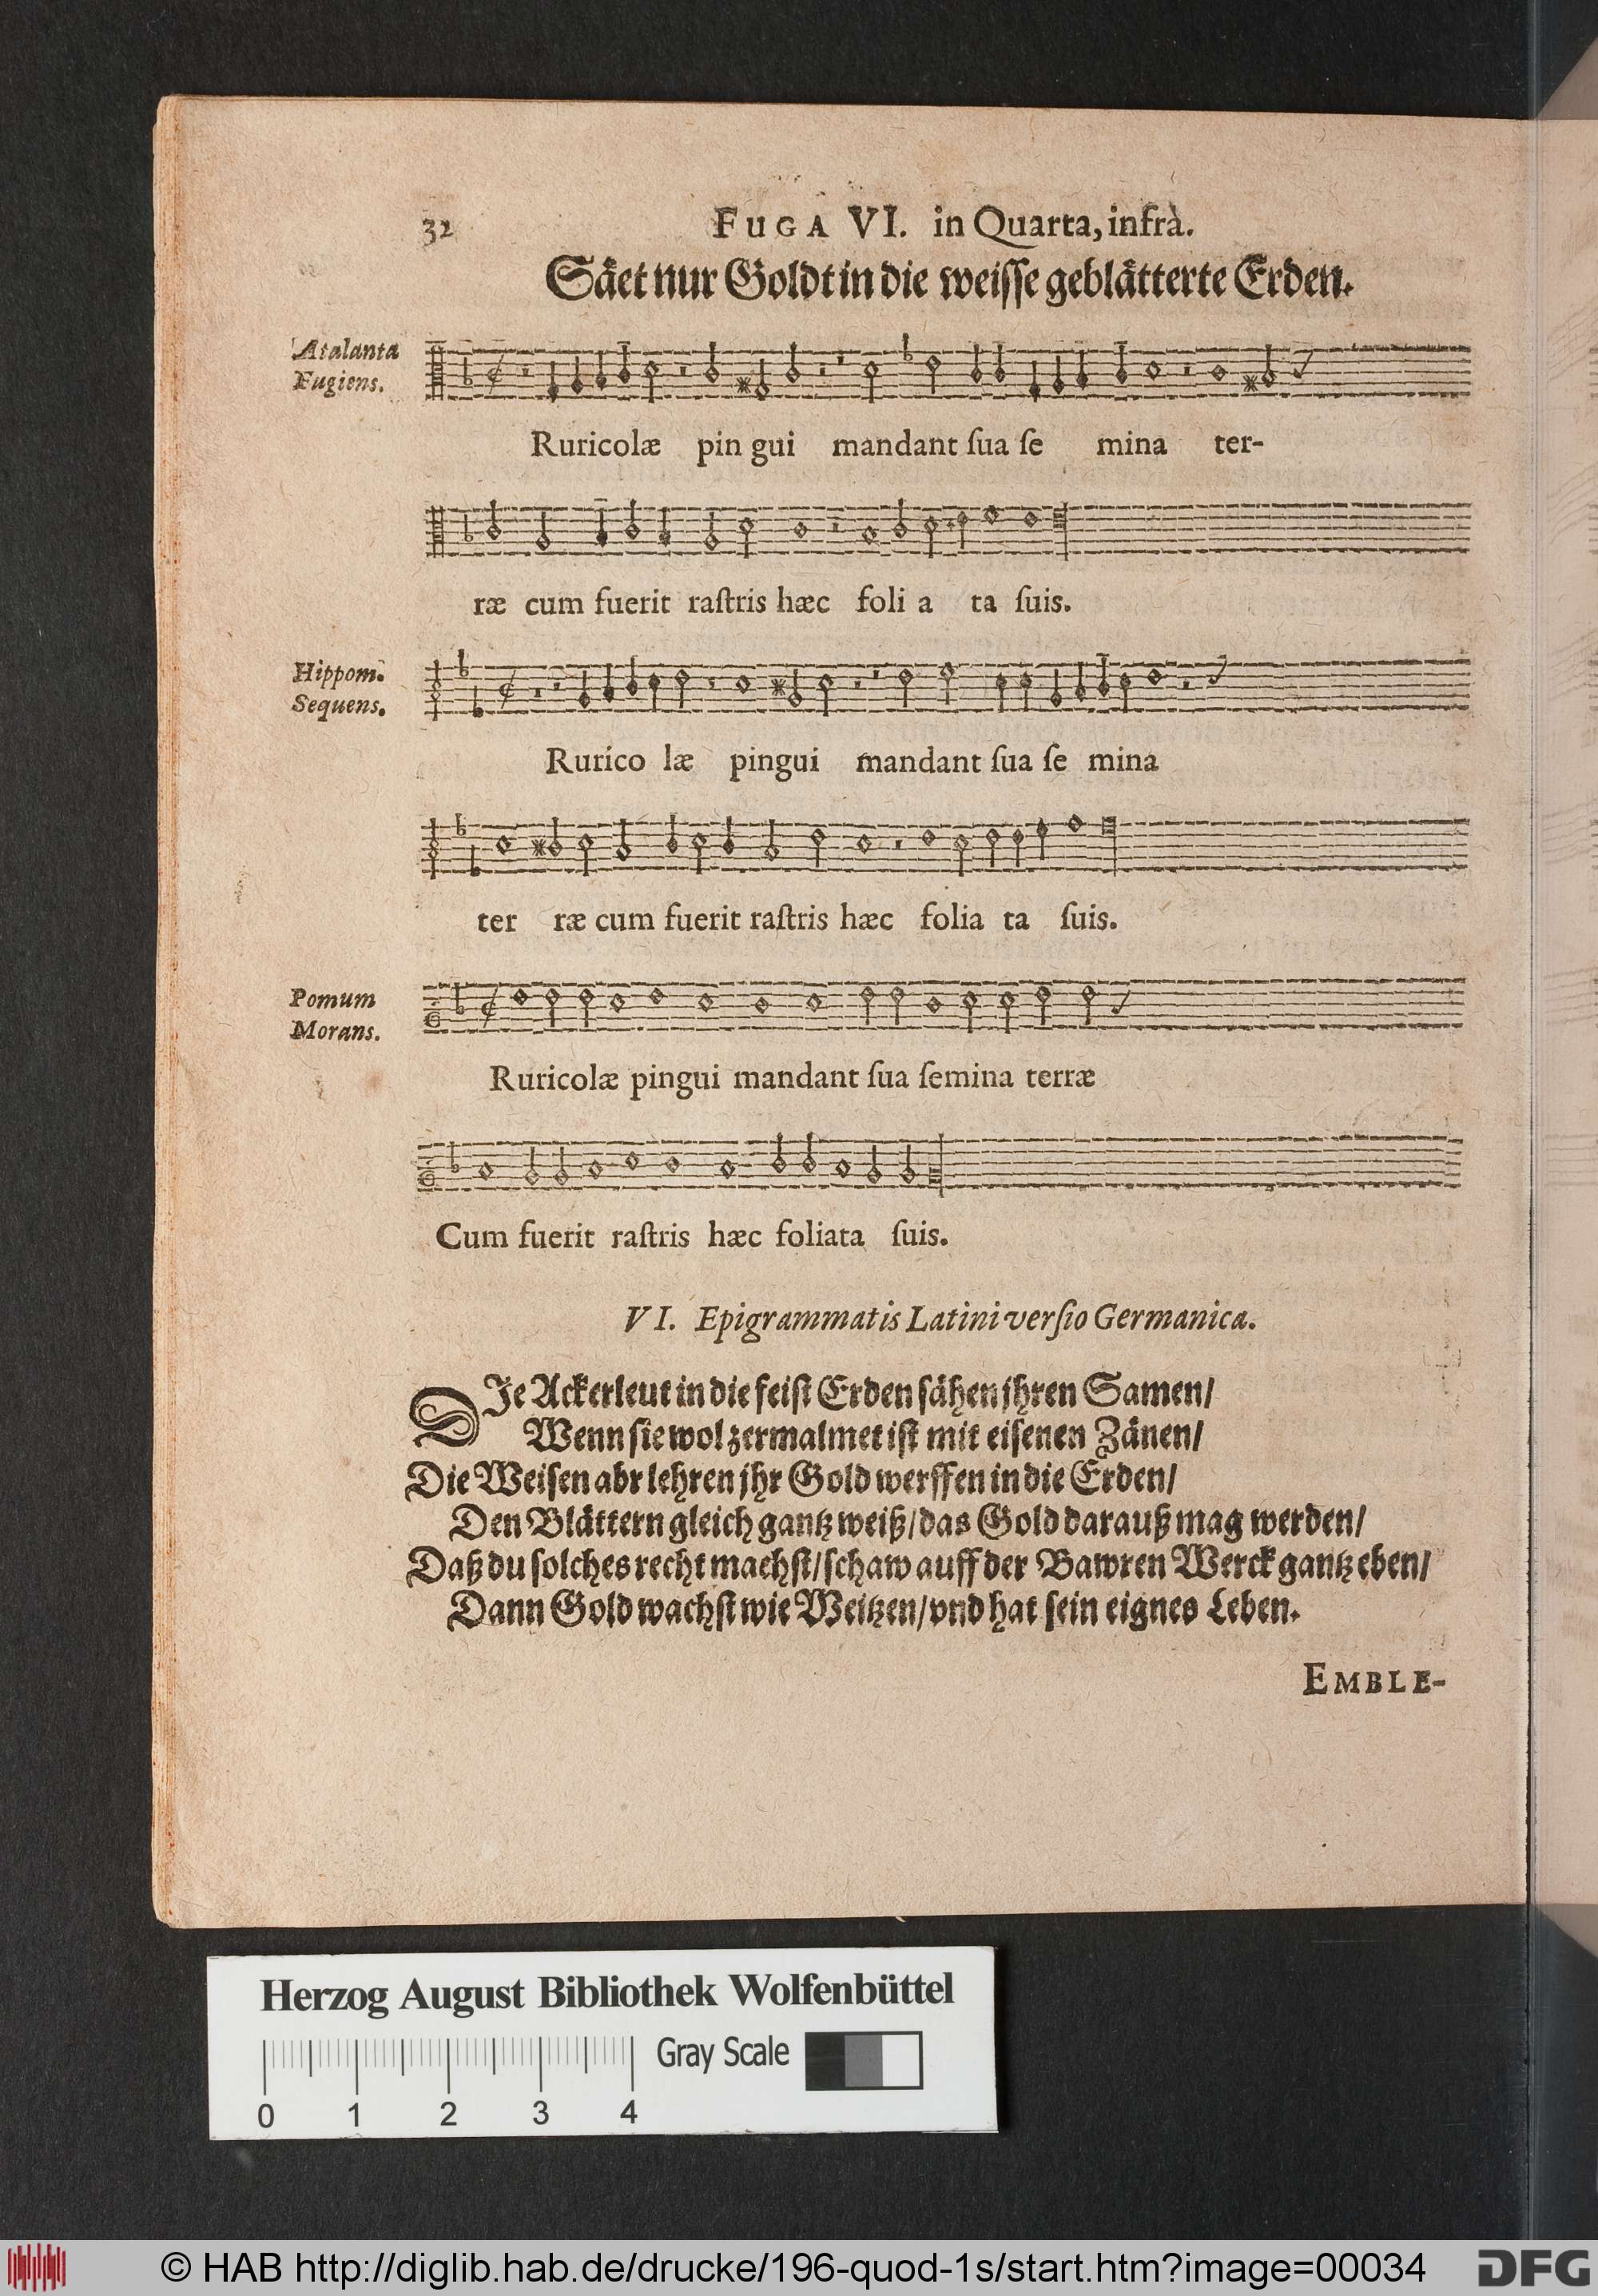 32 FUGA VI. in Quarta, infrà.
Säet nur Goldt in die weiſſe geblätterte Erden.
Atalanta
Fugiens.
Ruricolæ pin gui mandant ſua ſe mina ter-
ræ cum fuerit raſtris hæc foli a ta ſuis.
Hippom.
Sequens.
Rurico læ pingui mandant ſua ſe mina
ter ræ cum fuerit raſtris hæc folia ta ſuis.
Pomum
Morans.
Ruricolæ pingui mandant ſua ſemina terræ
Cum fuerit raſtris hæc foliata ſuis.
VI. Epigrammatis Latini verſio Germanica.
DIe Ackerleut in die feiſt Erden ſähen jhren Samen/
Wenn ſie wol zermalmet iſt mit eiſenen Zänen/
Die Weiſen abr lehren jhr Gold werffen in die Erden/
Den Blättern gleich gantz weiß/das Gold darauß mag werden/
Daß du ſolches recht machſt/ſchaw auff der Bawren Werck gantz eben/
Dann Gold wachſt wie Weitzen/vnd hat ſein eignes Leben.
EMBLE-
Herzog August Bibliothek Wolfenbüttel
Gray Scale
0 1 2 3 4
© HAB http://diglib.hab.de/drucke/196-quod-1s/start.htm?image=00034
DFG